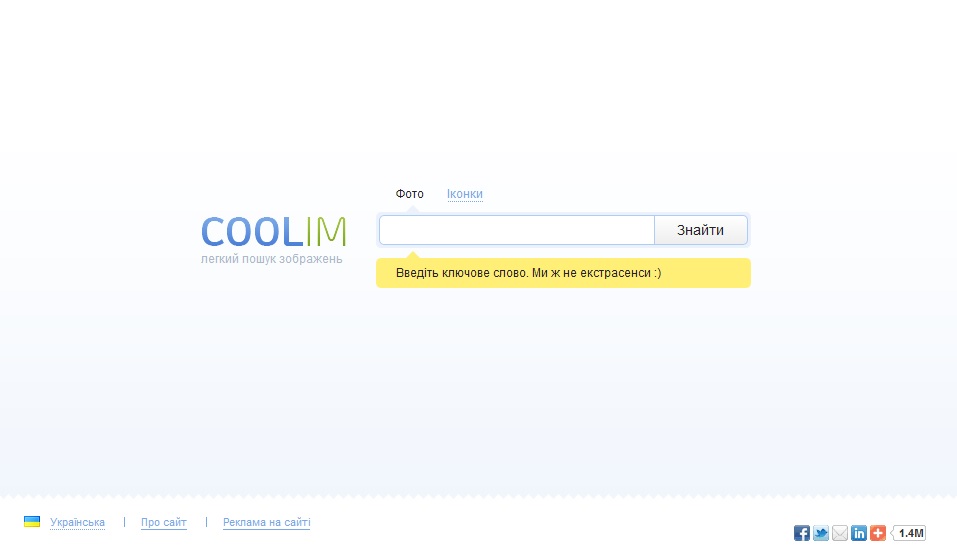 Фото Іконки
COOLIM
легкий пошук зображень
Знайти
Введіть ключове слово. Ми ж не екстрасенси :)
Українська | Про сайт | Реклама на сайті
1.4M